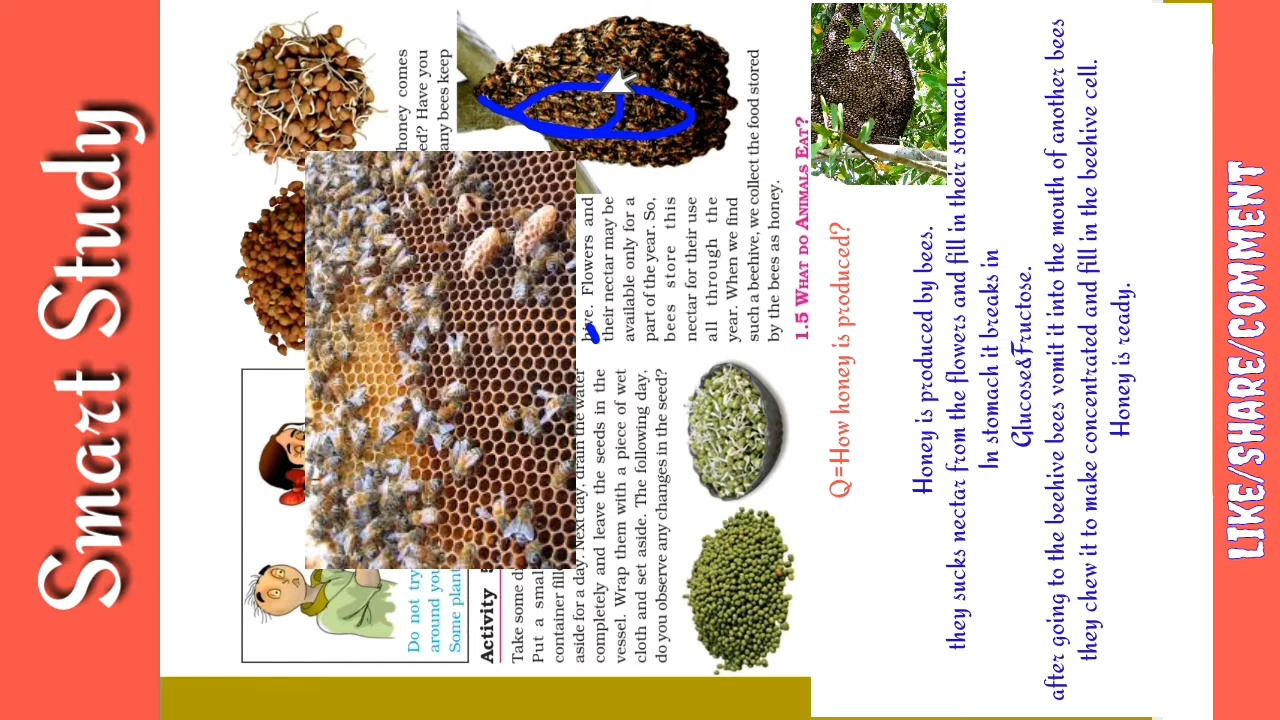 Smart Study
honey comes
ed? Have you
any bees keep
hive. Flowers and
their nectar may be
available only for a
part of the year. So,
bees store this
nectar for their use
all through the
year. When we find
such a beehive, we collect the food stored
by the bees as honey.
1.5 WHAT DO ANIMALS EAT?
Do not try
around you
Some plant
Activity
Take some d
Put a smal
container fille
aside for a day. Next day, drain the water
completely and leave the seeds in the
vessel. Wrap them with a piece of wet
cloth and set aside. The following day,
do you observe any changes in the seed?
Q=How honey is produced?
Honey is produced by bees.
they sucks nectar from the flowers and fill in their stomach.
In stomach it breaks in
Glucose&Fructose.
after going to the beehive bees vomit it into the mouth of another bees
they chew it to make concentrated and fill in the beehive cell.
Honey is ready.
LIKE/SHARE/COMMENT